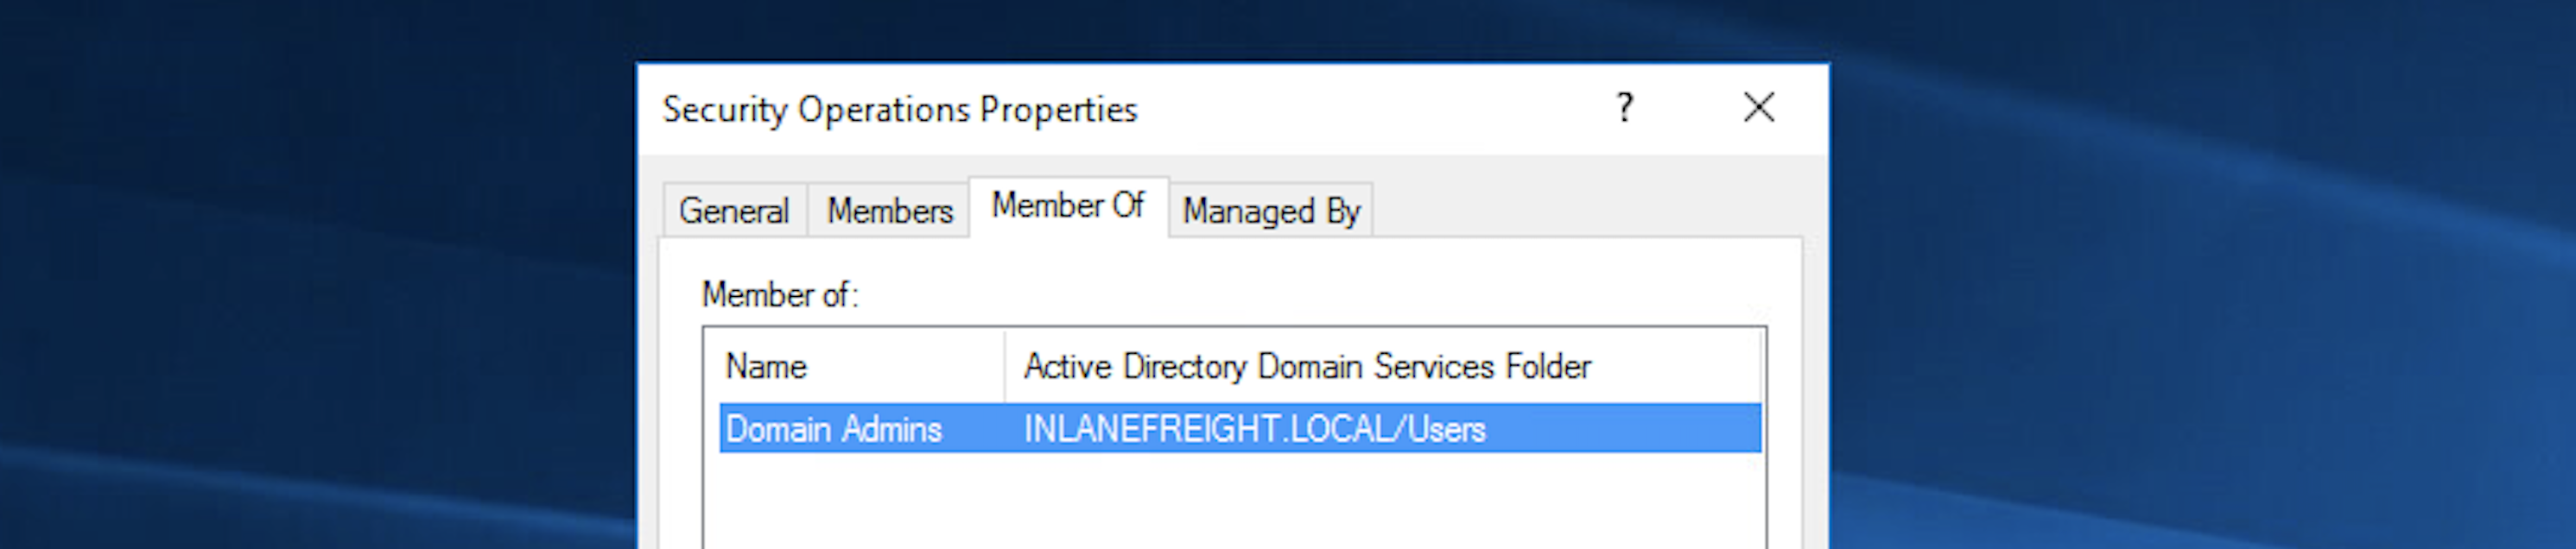 Security Operations Properties ?
General Members Member Of Managed By
Member of:
Name Active Directory Domain Services Folder
Domain Admins INLANEFREIGHT.LOCAL/Users